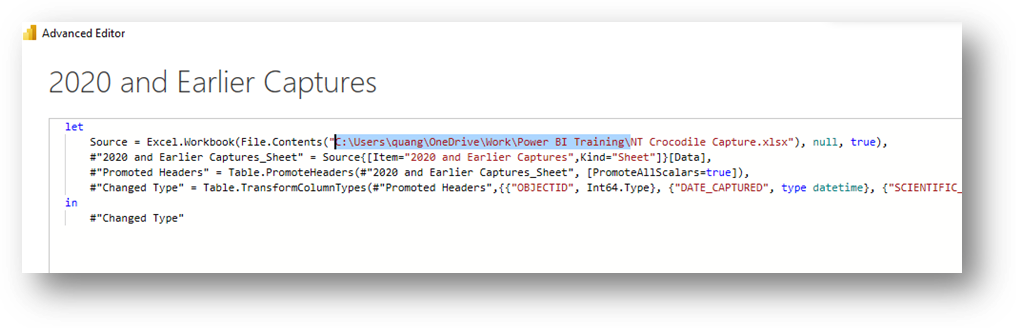 Advanced Editor
2020 and Earlier Captures
let
Source = Excel.Workbook(File.Contents("C:\Users\quang\OneDrive\Work\Power BI Training\NT Crocodile Capture.xlsx"), null, true),
#"2020 and Earlier Captures_Sheet" = Source{[Item="2020 and Earlier Captures",Kind="Sheet"]}[Data],
#"Promoted Headers" = Table.PromoteHeaders(#"2020 and Earlier Captures_Sheet", [PromoteAllScalars=true]),
#"Changed Type" = Table.TransformColumnTypes(#"Promoted Headers",{{"OBJECTID", Int64.Type}, {"DATE_CAPTURED", type datetime}, {"SCIENTIFIC_
in
#"Changed Type"